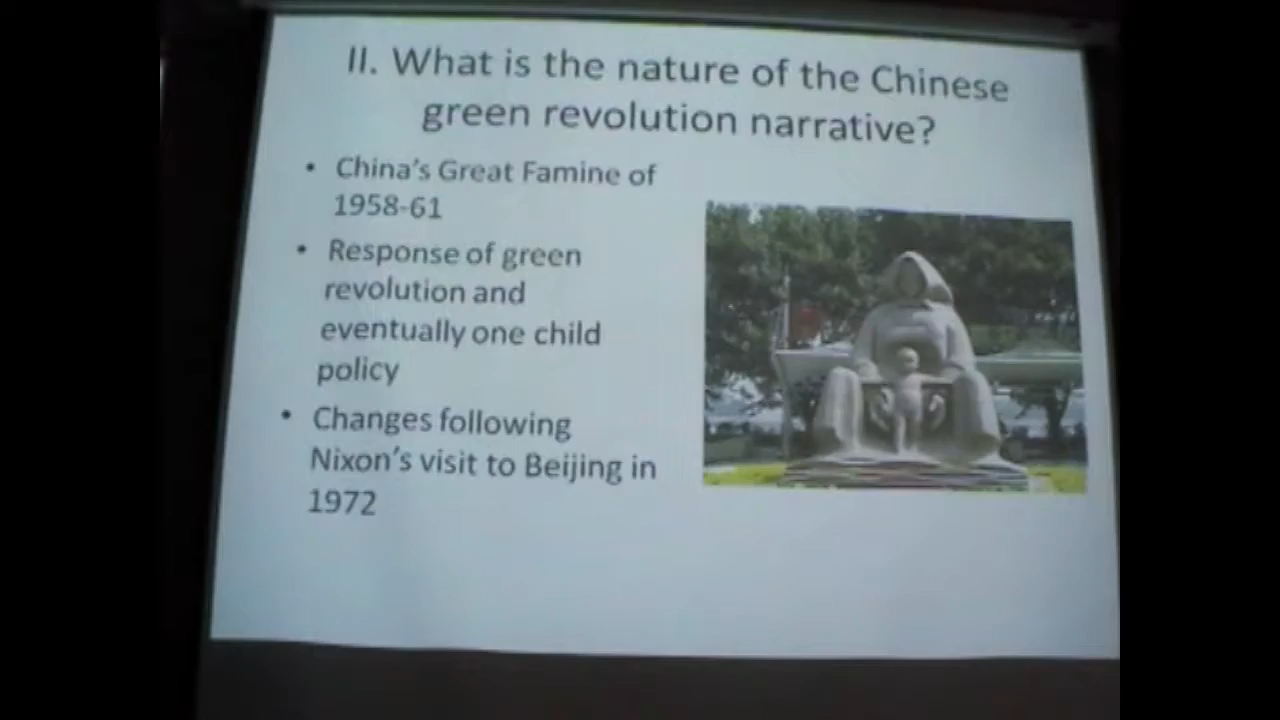 II. What is the nature of the Chinese
green revolution narrative?
• China's Great Famine of
1958-61
• Response of green
revolution and
eventually one child
policy
• Changes following
Nixon's visit to Beijing in
1972